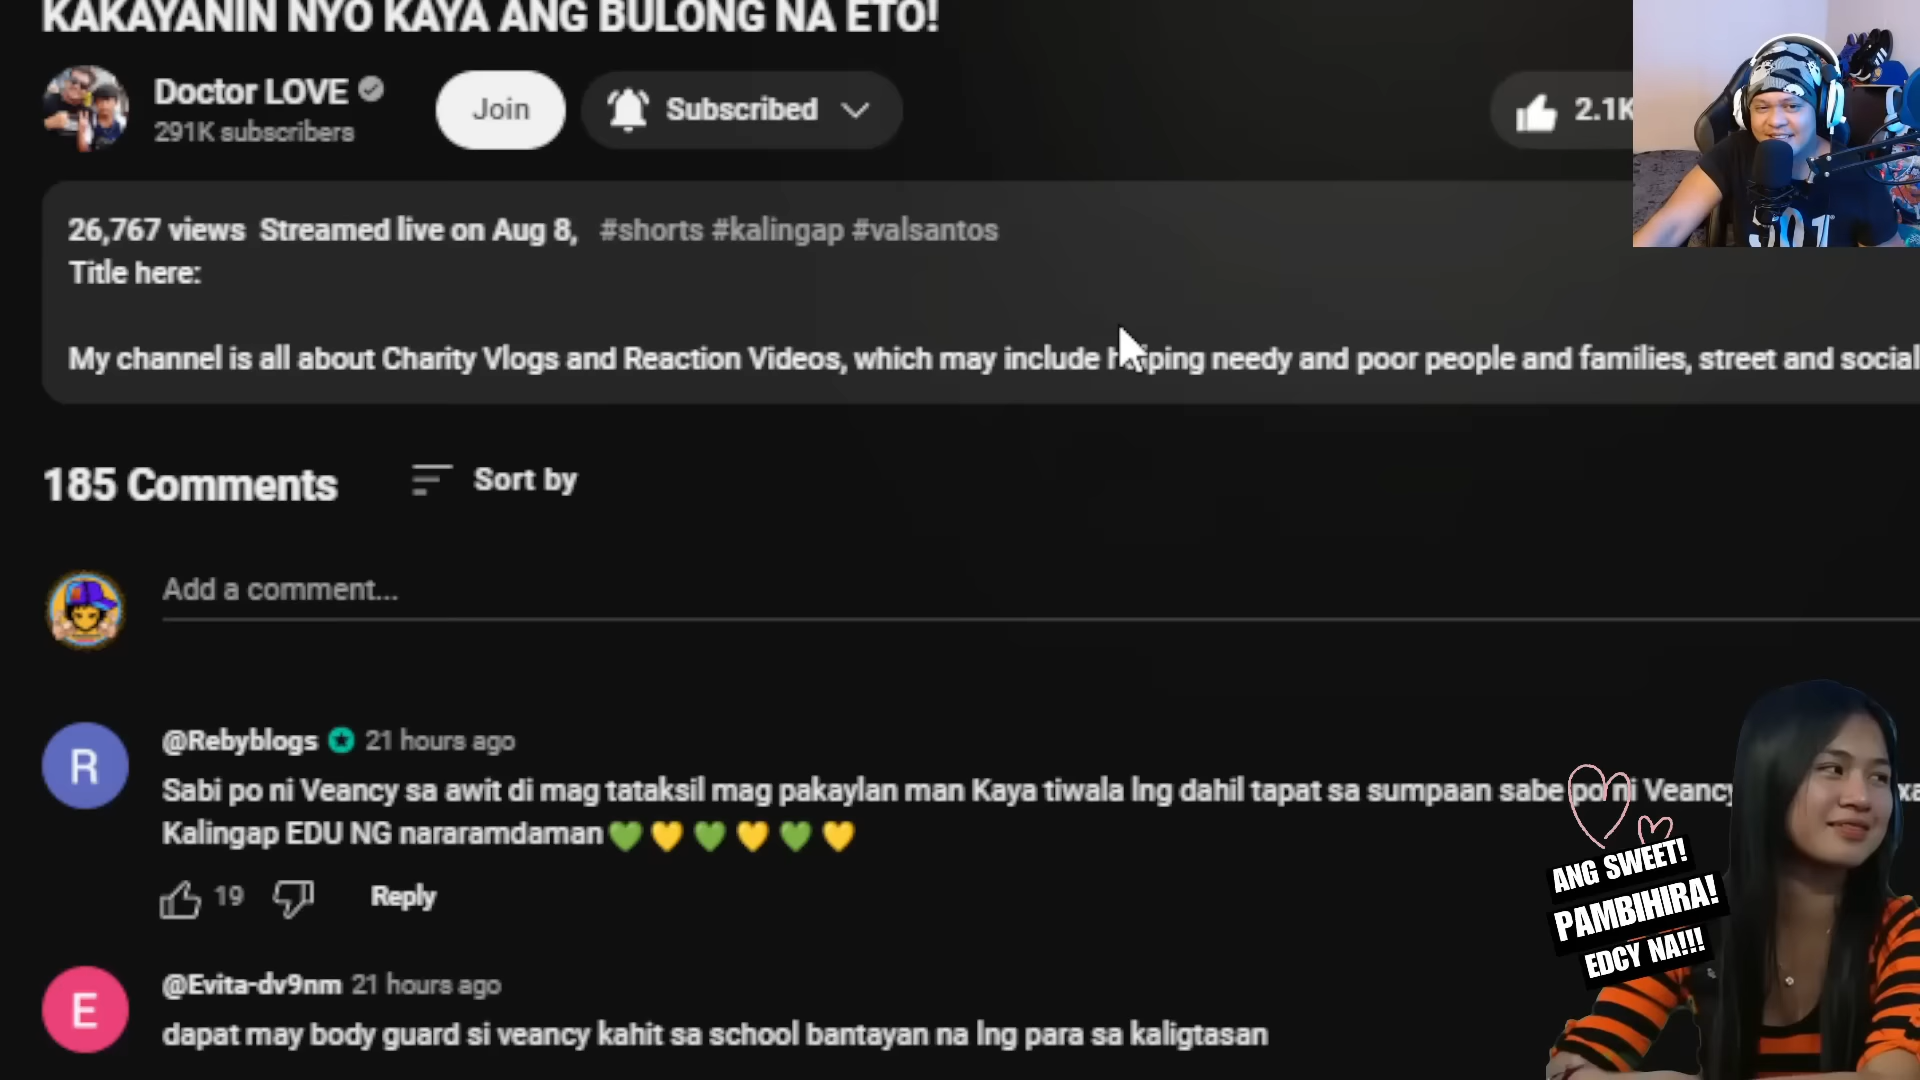 KAKAYANIN NYO KAYA ANG BULONG NA ETO!
Doctor LOVE
291K subscribers
Join
Subscribed
2.1K
26,767 views Streamed live on Aug 8, #shorts #kalingap #valsantos
Title here:
My channel is all about Charity Vlogs and Reaction Videos, which may include helping needy and poor people and families, street and social
185 Comments
Sort by
Add a comment...
R
@Rebyblogs 21 hours ago
Sabi po ni Veancy sa awit di mag tataksil mag pakaylan man Kaya tiwala lng dahil tapat sa sumpaan sabe po ni Veancy
Kalingap EDU NG nararamdaman💚💛💚💛💚💛
19
Reply
E
@Evita-dv9nm 21 hours ago
dapat may body guard si veancy kahit sa school bantayan na lng para sa kaligtasan
ANG SWEET!
PAMBIHIRA!
EDCY NA!!!
501